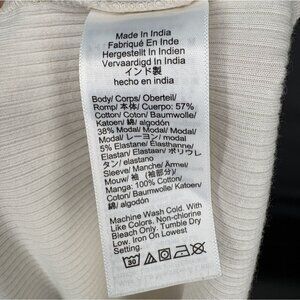 Made In India
Fabriqué En Inde
Hergestellt In Indien
Vervaardigd In India
インド製
hecho en india
Body/ Corps/ Oberteil/
Romp/ 本体/ Cuerpo: 57%
Cotton/ Coton/ Baumwolle/
Katoen/ 綿/ algodón
38% Modal/ Modal/ Modal/
Modal/ レーヨン/ modal
5% Elastane/ Élasthanne/
Elastan/ Elastaan/ ポリウレ
タン/ elastano
Sleeve/ Manche/ Ärmel/
Mouw/ 袖 (袖部分)/
Manga: 100% Cotton/
Coton/ Baumwolle/ Katoen/
綿/ algodón
Machine Wash Cold. With
Like Colors. Non-chlorine
Bleach Only. Tumble Dry
Low. Iron On Lowest
Setting.
30